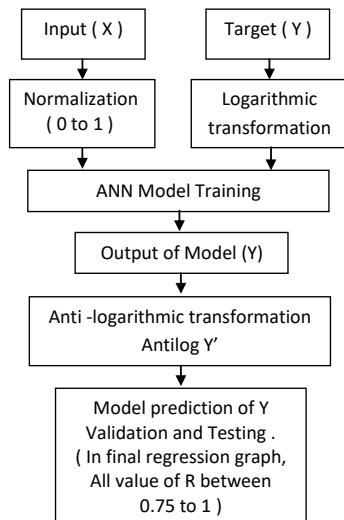 Input ( X )
Target ( Y )
Normalization
( 0 to 1 )
Logarithmic
transformation
ANN Model Training
Output of Model (Y)
Anti -logarithmic transformation
Antilog Y’
Model prediction of Y
Validation and Testing .
( In final regression graph,
All value of R between
0.75 to 1 )